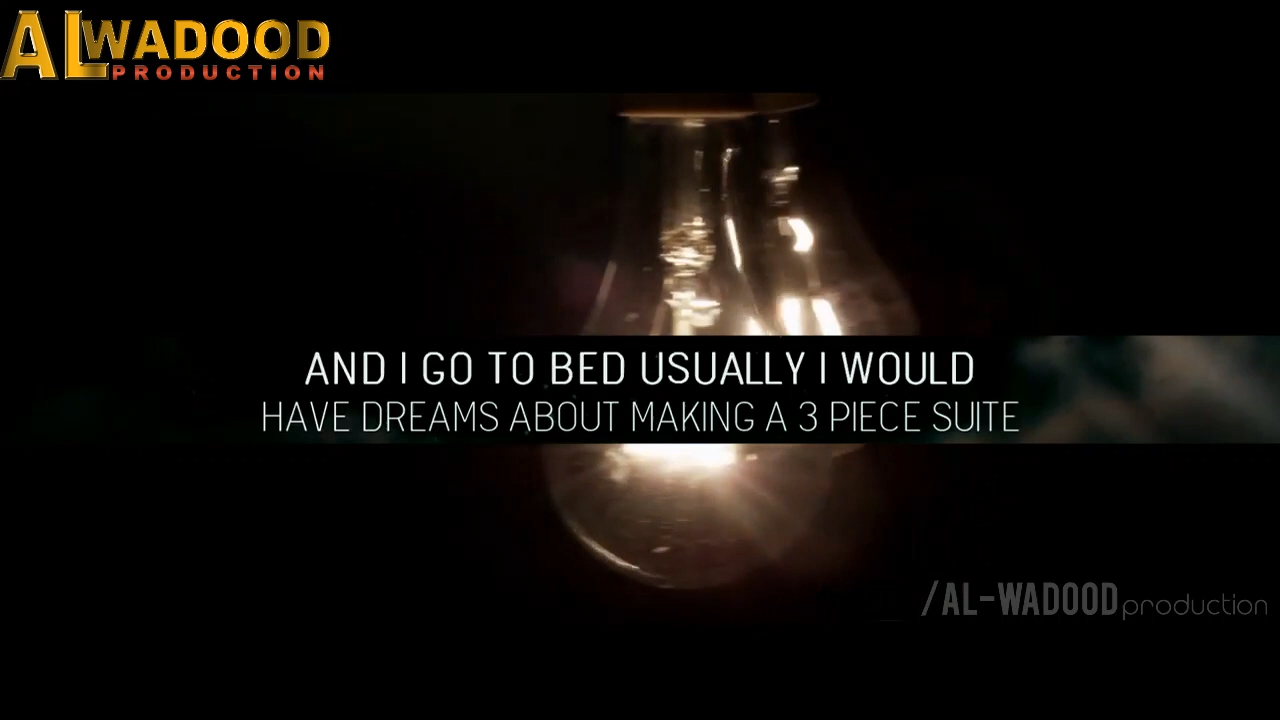 ALWADOOD
PRODUCTION
AND I GO TO BED USUALLY I WOULD
HAVE DREAMS ABOUT MAKING A 3 PIECE SUITE
/AL-WADOOD production